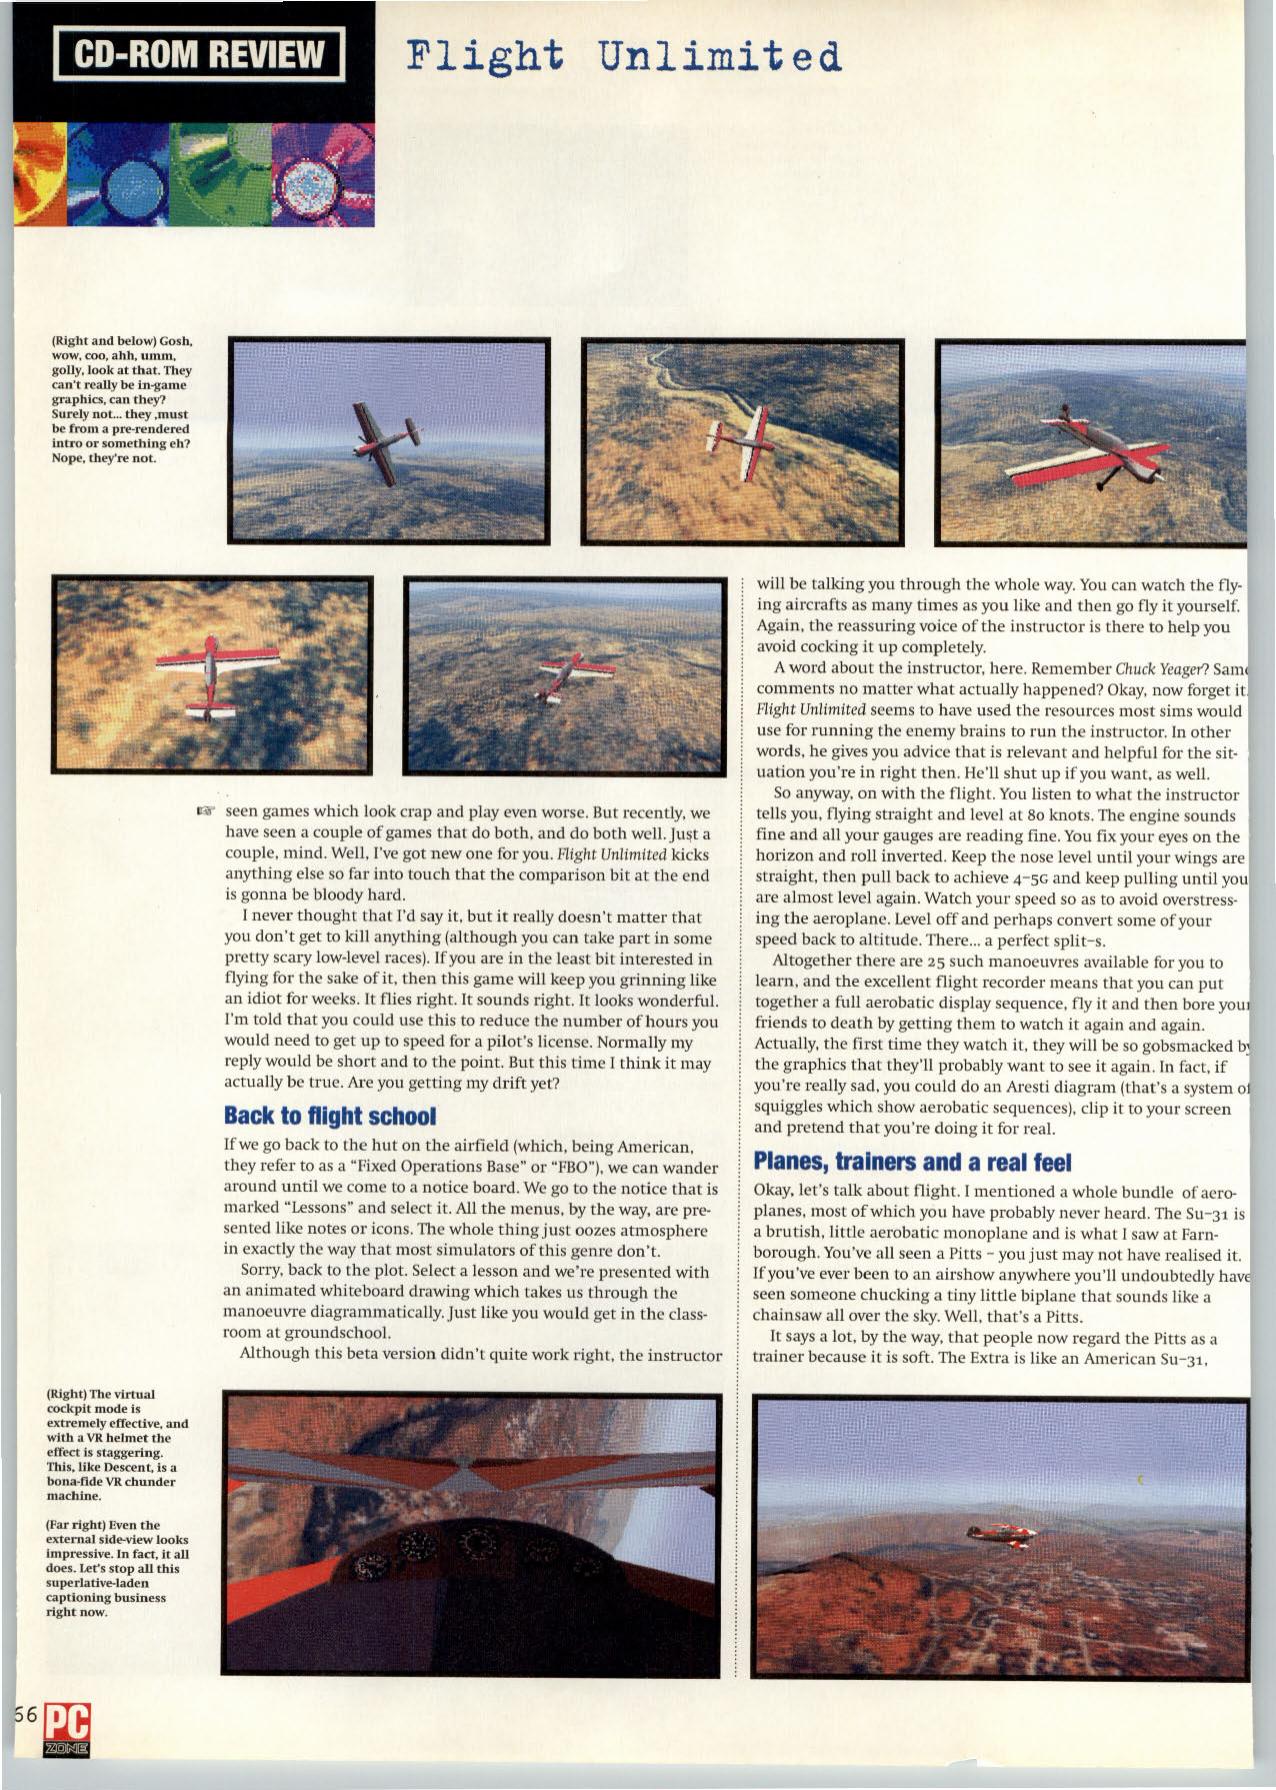 CD-ROM REVIEW
Flight Unlimited
(Right and below) Gosh,
wow, coo, ahh, umm,
golly, look at that. They
can't really be in-game
graphics, can they?
Surely not... they ,must
be from a pre-rendered
intro or something eh?
Nope, they're not.
☞ seen games which look crap and play even worse. But recently, we
have seen a couple of games that do both, and do both well. Just a
couple, mind. Well, I've got new one for you. Flight Unlimited kicks
anything else so far into touch that the comparison bit at the end
is gonna be bloody hard.
I never thought that I'd say it, but it really doesn't matter that
you don't get to kill anything (although you can take part in some
pretty scary low-level races). If you are in the least bit interested in
flying for the sake of it, then this game will keep you grinning like
an idiot for weeks. It flies right. It sounds right. It looks wonderful.
I'm told that you could use this to reduce the number of hours you
would need to get up to speed for a pilot's license. Normally my
reply would be short and to the point. But this time I think it may
actually be true. Are you getting my drift yet?
Back to flight school
If we go back to the hut on the airfield (which, being American,
they refer to as a “Fixed Operations Base” or “FBO”), we can wander
around until we come to a notice board. We go to the notice that is
marked “Lessons” and select it. All the menus, by the way, are pre-
sented like notes or icons. The whole thing just oozes atmosphere
in exactly the way that most simulators of this genre don't.
Sorry, back to the plot. Select a lesson and we're presented with
an animated whiteboard drawing which takes us through the
manoeuvre diagrammatically. Just like you would get in the class-
room at groundschool.
Although this beta version didn't quite work right, the instructor
will be talking you through the whole way. You can watch the fly-
ing aircrafts as many times as you like and then go fly it yourself.
Again, the reassuring voice of the instructor is there to help you
avoid cocking it up completely.
A word about the instructor, here. Remember Chuck Yeager? Same
comments no matter what actually happened? Okay, now forget it.
Flight Unlimited seems to have used the resources most sims would
use for running the enemy brains to run the instructor. In other
words, he gives you advice that is relevant and helpful for the sit-
uation you're in right then. He'll shut up if you want, as well.
So anyway, on with the flight. You listen to what the instructor
tells you, flying straight and level at 80 knots. The engine sounds
fine and all your gauges are reading fine. You fix your eyes on the
horizon and roll inverted. Keep the nose level until your wings are
straight, then pull back to achieve 4–5G and keep pulling until you
are almost level again. Watch your speed so as to avoid overstress-
ing the aeroplane. Level off and perhaps convert some of your
speed back to altitude. There... a perfect split-s.
Altogether there are 25 such manoeuvres available for you to
learn, and the excellent flight recorder means that you can put
together a full aerobatic display sequence, fly it and then bore your
friends to death by getting them to watch it again and again.
Actually, the first time they watch it, they will be so gobsmacked by
the graphics that they'll probably want to see it again. In fact, if
you're really sad, you could do an Aresti diagram (that's a system of
squiggles which show aerobatic sequences), clip it to your screen
and pretend that you're doing it for real.
Planes, trainers and a real feel
Okay, let's talk about flight. I mentioned a whole bundle of aero-
planes, most of which you have probably never heard. The Su-31 is
a brutish, little aerobatic monoplane and is what I saw at Farn-
borough. You've all seen a Pitts – you just may not have realised it.
If you've ever been to an airshow anywhere you'll undoubtedly have
seen someone chucking a tiny little biplane that sounds like a
chainsaw all over the sky. Well, that's a Pitts.
It says a lot, by the way, that people now regard the Pitts as a
trainer because it is soft. The Extra is like an American Su-31,
(Right) The virtual
cockpit mode is
extremely effective, and
with a VR helmet the
effect is staggering.
This, like Descent, is a
bona-fide VR chunder
machine.
(Far right) Even the
external side-view looks
impressive. In fact, it all
does. Let's stop all this
superlative-laden
captioning business
right now.
66 PC
ZONE